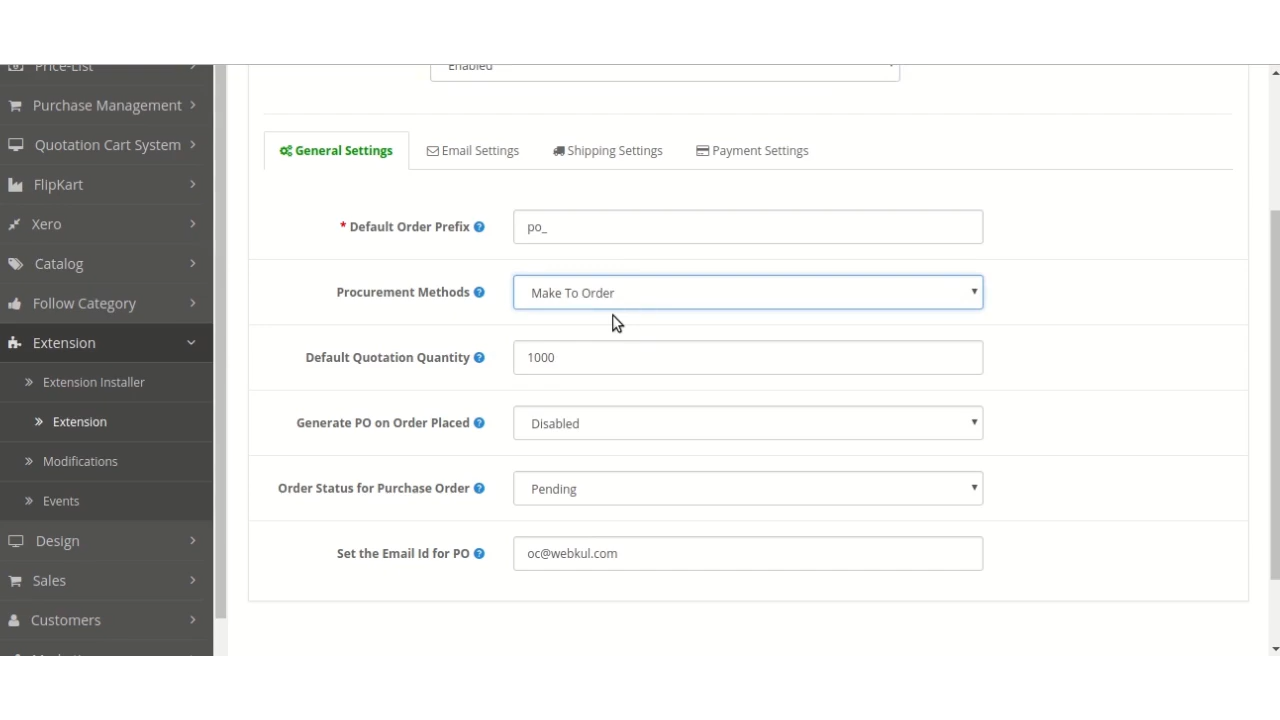 Price-List
Enabled
Purchase Management
Quotation Cart System
FlipKart
Xero
Catalog
Follow Category
Extension
Extension Installer
Extension
Modifications
Events
Design
Sales
Customers
General Settings
Email Settings
Shipping Settings
Payment Settings
* Default Order Prefix ?
po_
Procurement Methods ?
Make To Order
Default Quotation Quantity ?
1000
Generate PO on Order Placed ?
Disabled
Order Status for Purchase Order ?
Pending
Set the Email Id for PO ?
oc@webkul.com